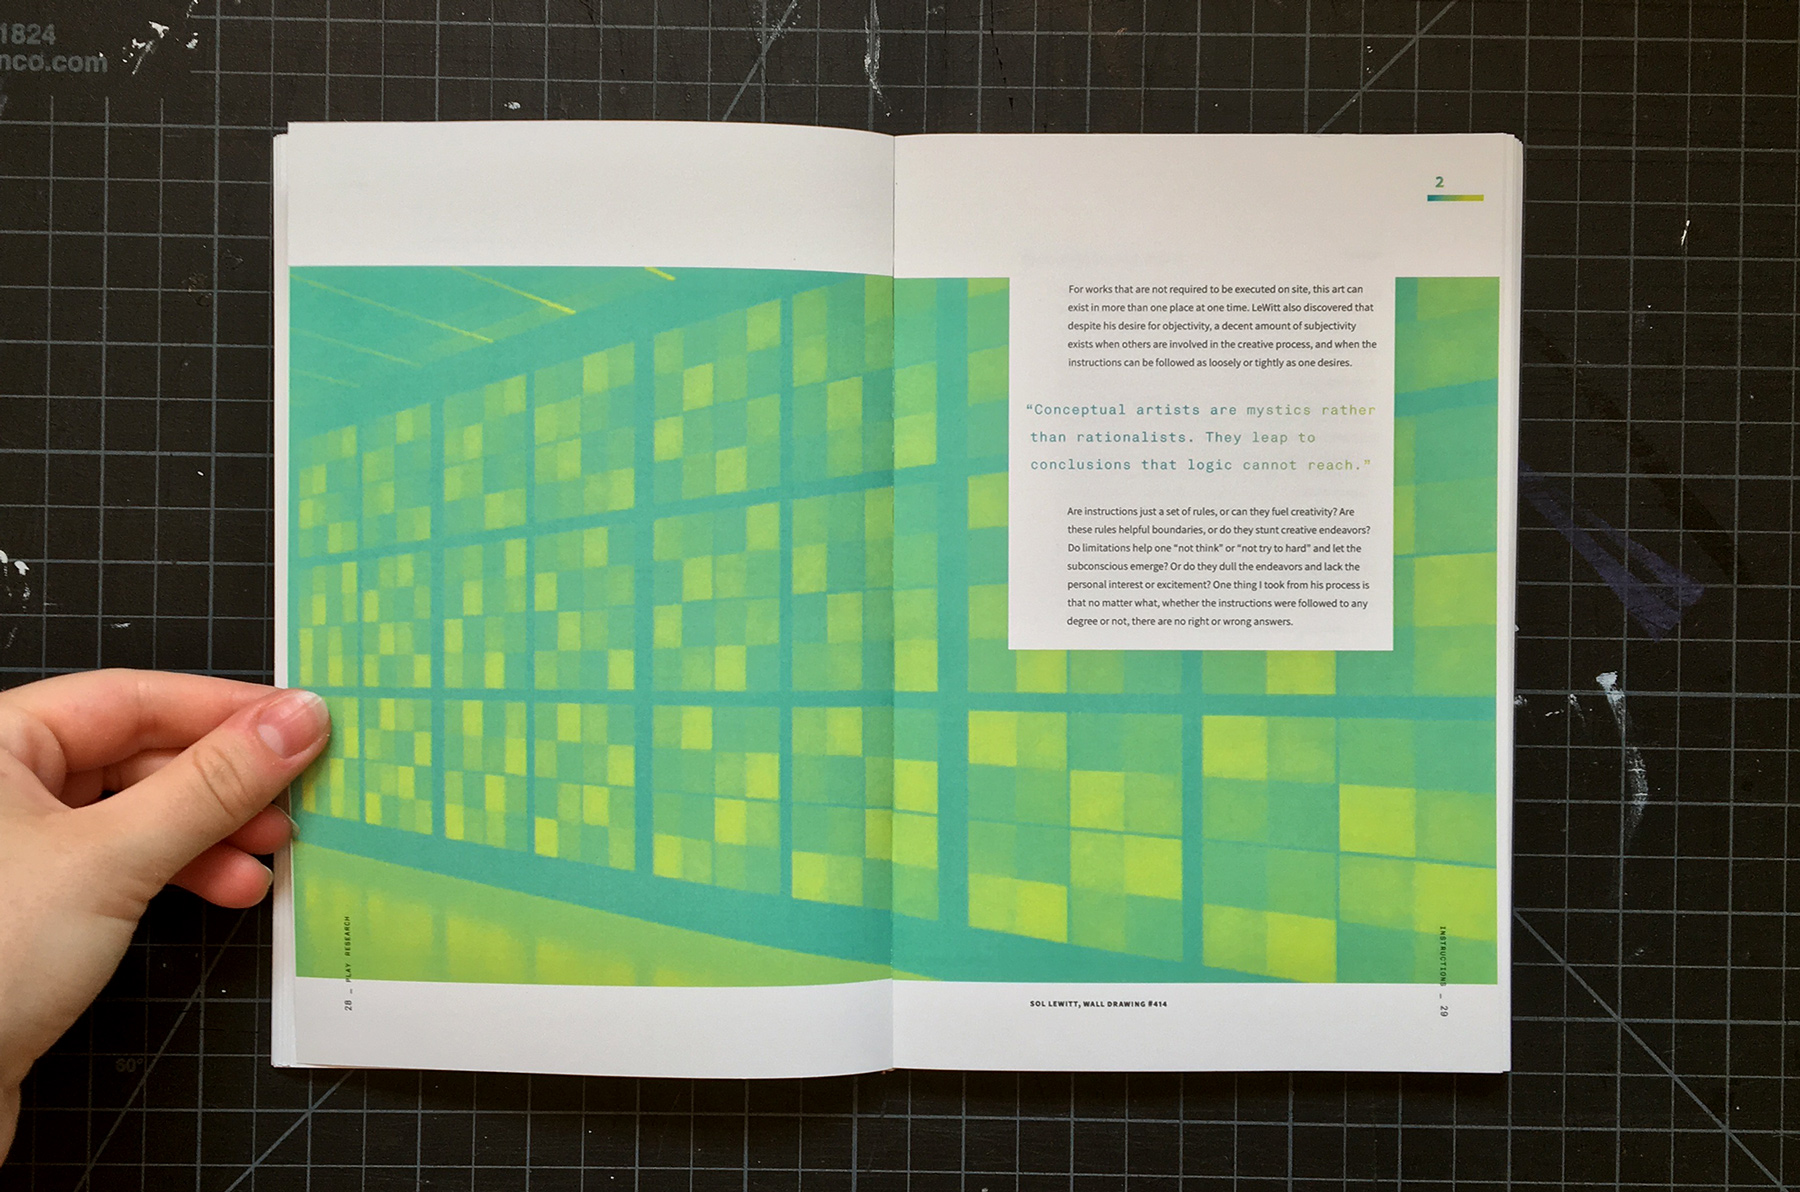 1824
nco.com
2
For works that are not required to be executed on site, this art can
exist in more than one place at one time. LeWitt also discovered that
despite his desire for objectivity, a decent amount of subjectivity
exists when others are involved in the creative process, and when the
instructions can be followed as loosely or tightly as one desires.
“Conceptual artists are mystics rather
than rationalists. They leap to
conclusions that logic cannot reach.”
Are instructions just a set of rules, or can they fuel creativity? Are
these rules helpful boundaries, or do they stunt creative endeavors?
Do limitations help one “not think” or “not try to hard” and let the
subconscious emerge? Or do they dull the endeavors and lack the
personal interest or excitement? One thing I took from his process is
that no matter what, whether the instructions were followed to any
degree or not, there are no right or wrong answers.
28 _ PLAY RESEARCH
SOL LEWITT, WALL DRAWING #414
INSTRUCTIONS _ 29
60°